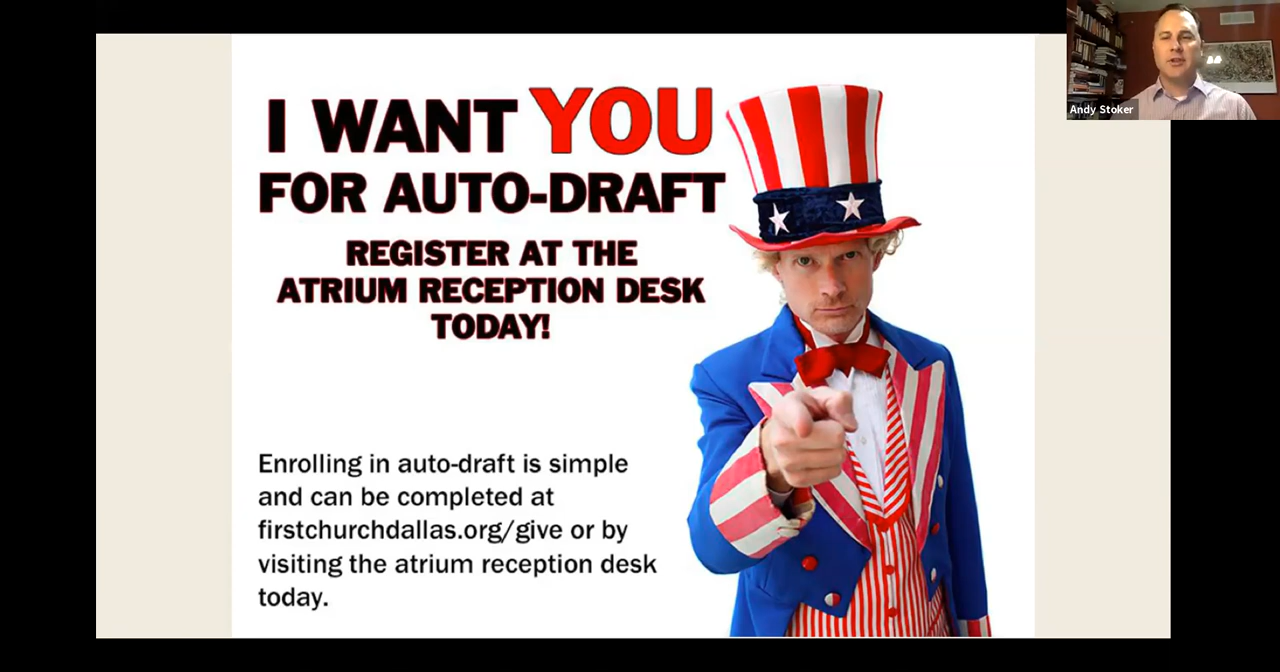 I WANT YOU
FOR AUTO-DRAFT
REGISTER AT THE
ATRIUM RECEPTION DESK
TODAY!
Enrolling in auto-draft is simple
and can be completed at
firstchurchdallas.org/give or by
visiting the atrium reception desk
today.
Andy Stoker